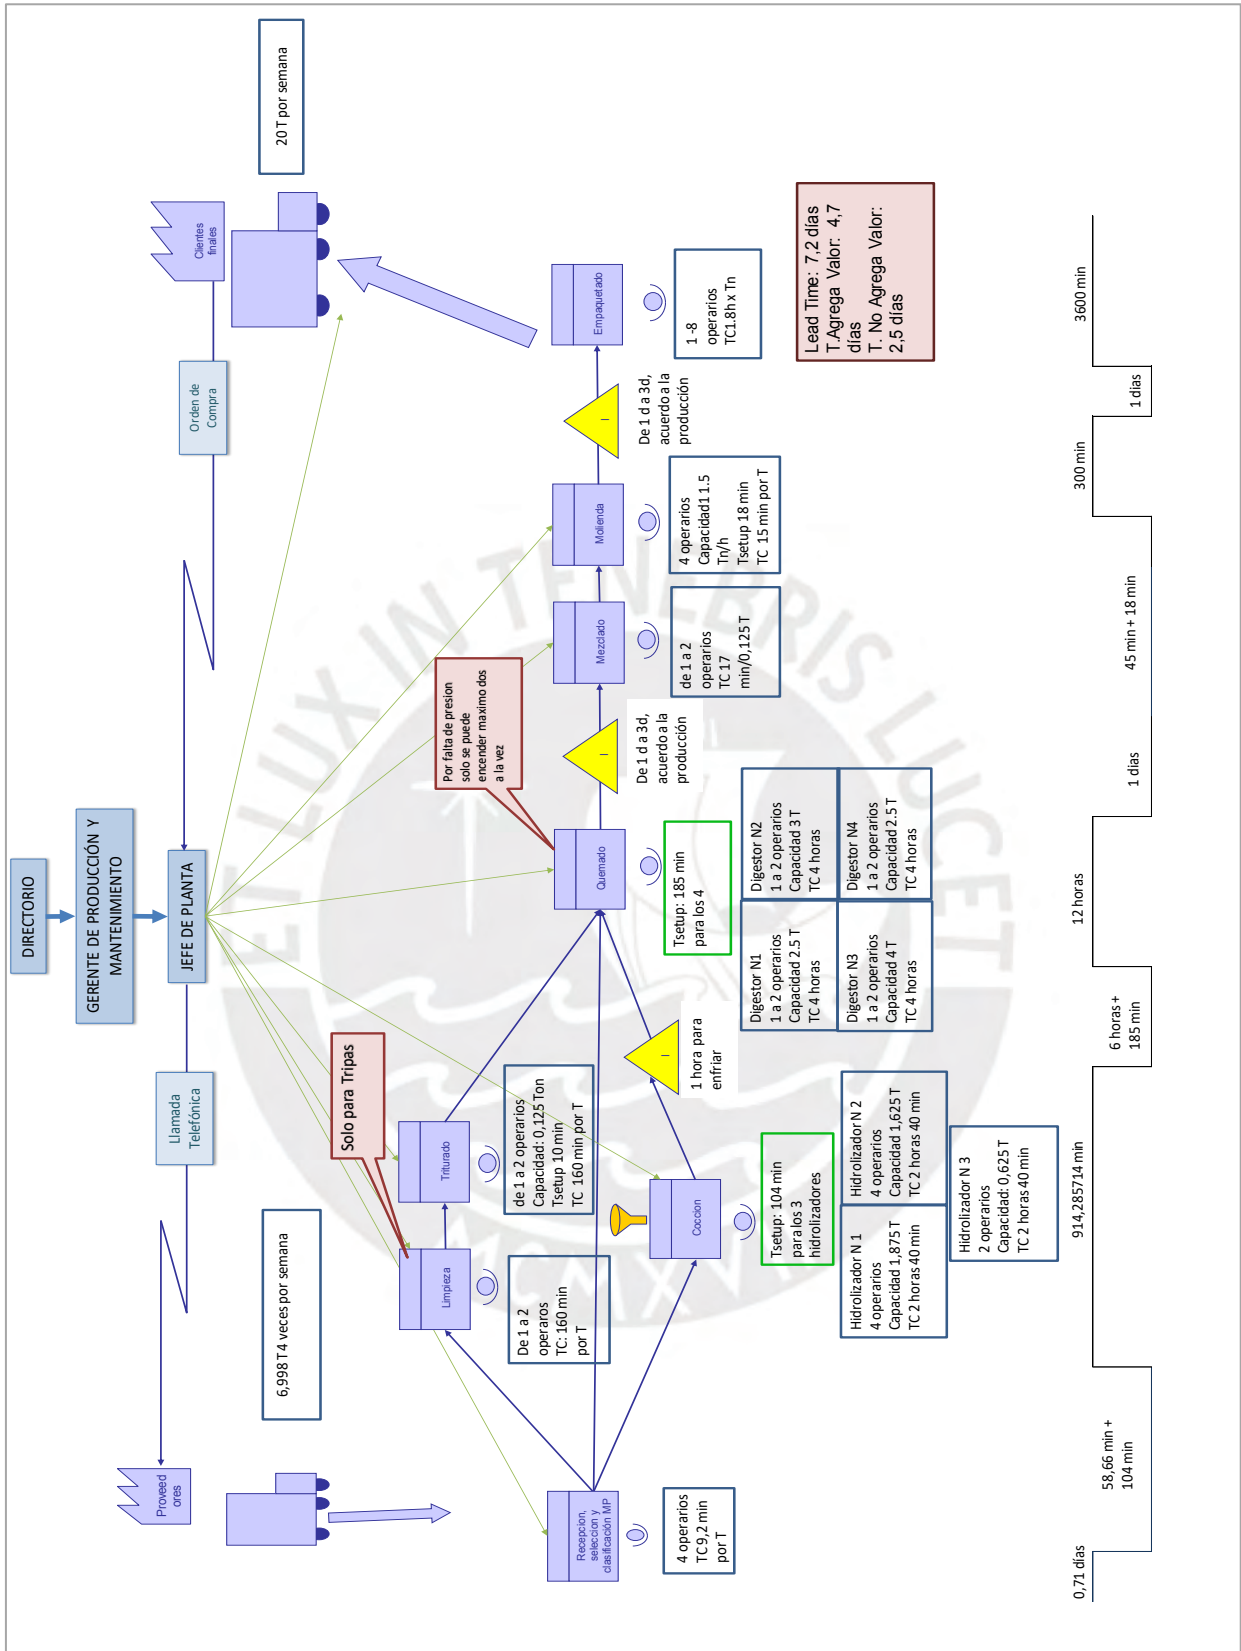 DIRECTORIO
GERENTE DE PRODUCCIÓN Y
MANTENIMIENTO
JEFE DE PLANTA
Llamada
Telefónica
Orden de
Compra
Proveed
ores
Clientes
finales
6,998 T 4 veces por semana
20 T por semana
Solo para Tripas
Por falta de presion
solo se puede
encender maximo dos
a la vez
Recepcion,
seleccion y
clasificación MP
4 operarios
TC9,2 min
por T
Limpieza
De 1 a 2
operaros
TC: 160 min
por T
Triturado
de 1 a 2 operarios
Capacidad: 0,125 Ton
Tsetup 10 min
TC 160 min por T
Coccion
Tsetup: 104 min
para los 3
hidrolizadores
Hidrolizador N 1
4 operarios
Capacidad 1,875 T
TC 2 horas 40 min
Hidrolizador N 2
4 operarios
Capacidad 1,625 T
TC 2 horas 40 min
Hidrolizador N 3
2 operarios
Capacidad: 0,625 T
TC 2 horas 40 min
I
1 hora para
enfriar
Quemado
Tsetup: 185 min
para los 4
Digestor N1
1 a 2 operarios
Capacidad 2.5 T
TC 4 horas
Digestor N2
1 a 2 operarios
Capacidad 3 T
TC 4 horas
Digestor N3
1 a 2 operarios
Capacidad 4 T
TC 4 horas
Digestor N4
1 a 2 operarios
Capacidad 2.5 T
TC 4 horas
I
De 1 d a 3d,
acuerdo a la
producción
Mezclado
de 1 a 2
operarios
TC 17
min/0,125 T
Molienda
4 operarios
Capacidad1 1.5
Tn/h
Tsetup 18 min
TC 15 min por T
I
De 1 d a 3d,
acuerdo a la
producción
Empaquetado
1 -8
operarios
TC1.8h x Tn
Lead Time: 7,2 días
T.Agrega Valor: 4,7
días
T. No Agrega Valor:
2,5 días
0,71 días
58,66 min +
104 min
914,285714 min
6 horas +
185 min
12 horas
1 dias
45 min + 18 min
300 min
1 dias
3600 min
ET LUX IN TENEBRIS LUCET
MCMXVII